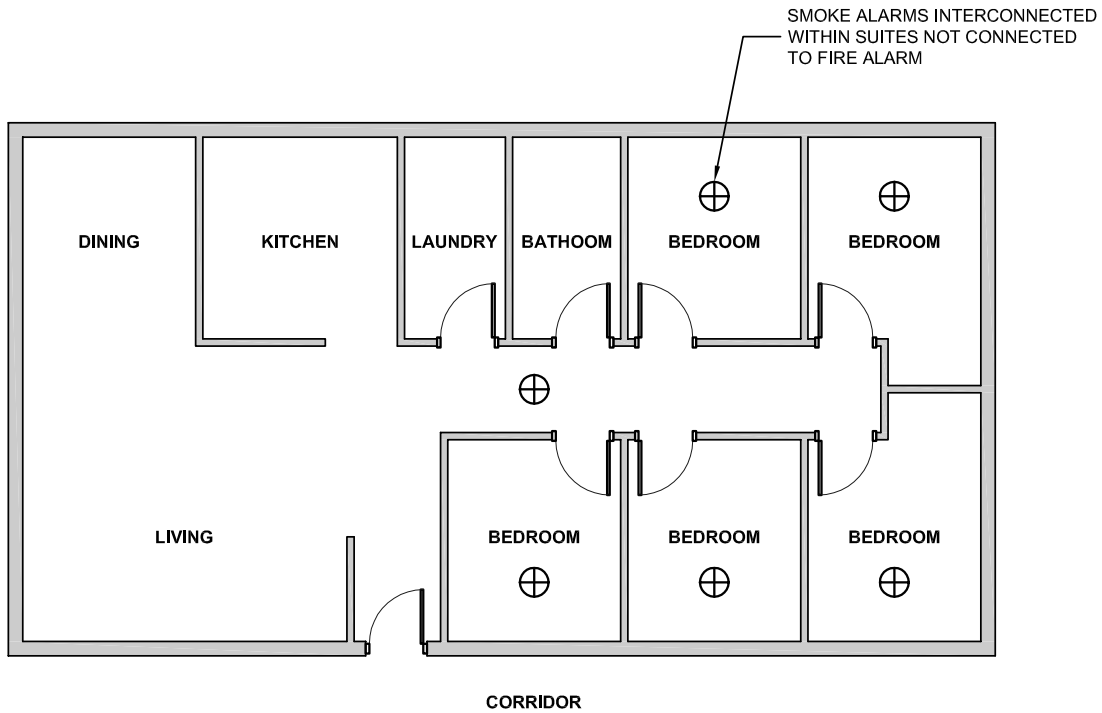 SMOKE ALARMS INTERCONNECTED
WITHIN SUITES NOT CONNECTED
TO FIRE ALARM
DINING
KITCHEN
LAUNDRY
BATHOOM
BEDROOM
BEDROOM
LIVING
BEDROOM
BEDROOM
BEDROOM
CORRIDOR